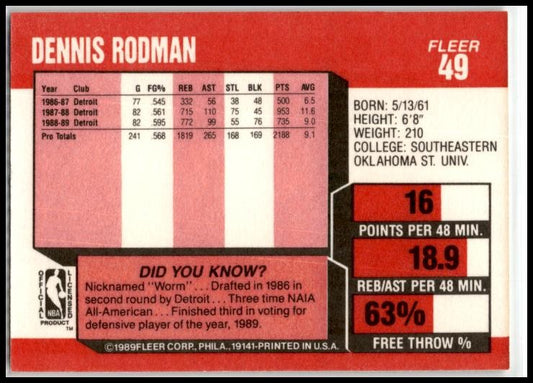 DENNIS RODMAN
FLEER
49
Year Club G FG% REB AST STL BLK PTS AVG
1986-87 Detroit 77 .545 332 56 38 48 500 6.5
1987-88 Detroit 82 .561 715 110 75 45 953 11.6
1988-89 Detroit 82 .595 772 99 55 76 735 9.0
Pro Totals 241 .568 1819 265 168 169 2188 9.1
BORN: 5/13/61
HEIGHT: 6'8"
WEIGHT: 210
COLLEGE: SOUTHEASTERN
OKLAHOMA ST. UNIV.
16
POINTS PER 48 MIN.
18.9
REB/AST PER 48 MIN.
63%
FREE THROW %
DID YOU KNOW?
Nicknamed "Worm"... Drafted in 1986 in
second round by Detroit... Three time NAIA
All-American... Finished third in voting for
defensive player of the year, 1989.
OFFICIAL
LICENSED
NBA
PRODUCT
TM
©1989 FLEER CORP., PHILA., 19141-PRINTED IN U.S.A.